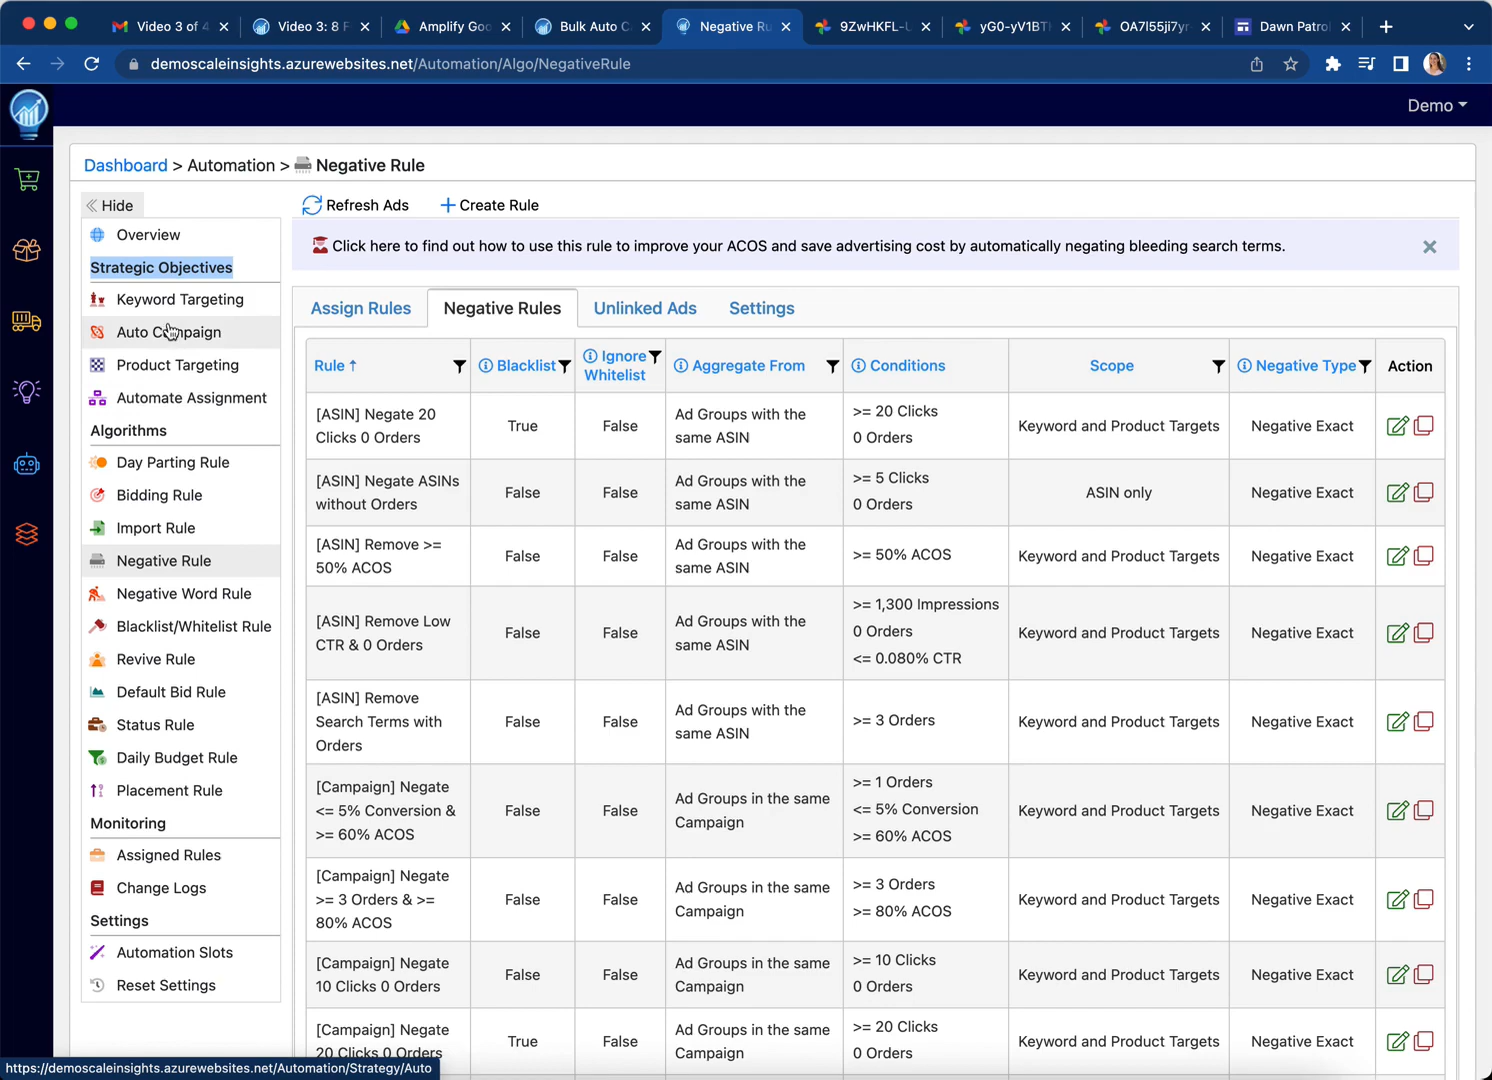 Video 3 of 4
Video 3: 8 F
Amplify Goo
Bulk Auto C
Negative Ru
9ZwHKFL-U
yG0-yV1BTH
OA7l55ji7yr
Dawn Patrol
demoscaleinsights.azurewebsites.net/Automation/Algo/NegativeRule
Demo
Dashboard > Automation > Negative Rule
Hide
Refresh Ads
Create Rule
Overview
Strategic Objectives
Keyword Targeting
Auto Campaign
Product Targeting
Automate Assignment
Algorithms
Day Parting Rule
Bidding Rule
Import Rule
Negative Rule
Negative Word Rule
Blacklist/Whitelist Rule
Revive Rule
Default Bid Rule
Status Rule
Daily Budget Rule
Placement Rule
Monitoring
Assigned Rules
Change Logs
Settings
Automation Slots
Reset Settings
Click here to find out how to use this rule to improve your ACOS and save advertising cost by automatically negating bleeding search terms.
Assign Rules
Negative Rules
Unlinked Ads
Settings
Rule ↑
Blacklist
Ignore
Whitelist
Aggregate From
Conditions
Scope
Negative Type
Action
[ASIN] Negate 20
Clicks 0 Orders
True
False
Ad Groups with the
same ASIN
>= 20 Clicks
0 Orders
Keyword and Product Targets
Negative Exact
[ASIN] Negate ASINs
without Orders
False
False
Ad Groups with the
same ASIN
>= 5 Clicks
0 Orders
ASIN only
Negative Exact
[ASIN] Remove >=
50% ACOS
False
False
Ad Groups with the
same ASIN
>= 50% ACOS
Keyword and Product Targets
Negative Exact
[ASIN] Remove Low
CTR & 0 Orders
False
False
Ad Groups with the
same ASIN
>= 1,300 Impressions
0 Orders
<= 0.080% CTR
Keyword and Product Targets
Negative Exact
[ASIN] Remove
Search Terms with
Orders
False
False
Ad Groups with the
same ASIN
>= 3 Orders
Keyword and Product Targets
Negative Exact
[Campaign] Negate
<= 5% Conversion &
>= 60% ACOS
False
False
Ad Groups in the same
Campaign
>= 1 Orders
<= 5% Conversion
>= 60% ACOS
Keyword and Product Targets
Negative Exact
[Campaign] Negate
>= 3 Orders & >=
80% ACOS
False
False
Ad Groups in the same
Campaign
>= 3 Orders
>= 80% ACOS
Keyword and Product Targets
Negative Exact
[Campaign] Negate
10 Clicks 0 Orders
False
False
Ad Groups in the same
Campaign
>= 10 Clicks
0 Orders
Keyword and Product Targets
Negative Exact
[Campaign] Negate
20 Clicks 0 Orders
True
False
Ad Groups in the same
Campaign
>= 20 Clicks
0 Orders
Keyword and Product Targets
Negative Exact
https://demoscaleinsights.azurewebsites.net/Automation/Strategy/Auto